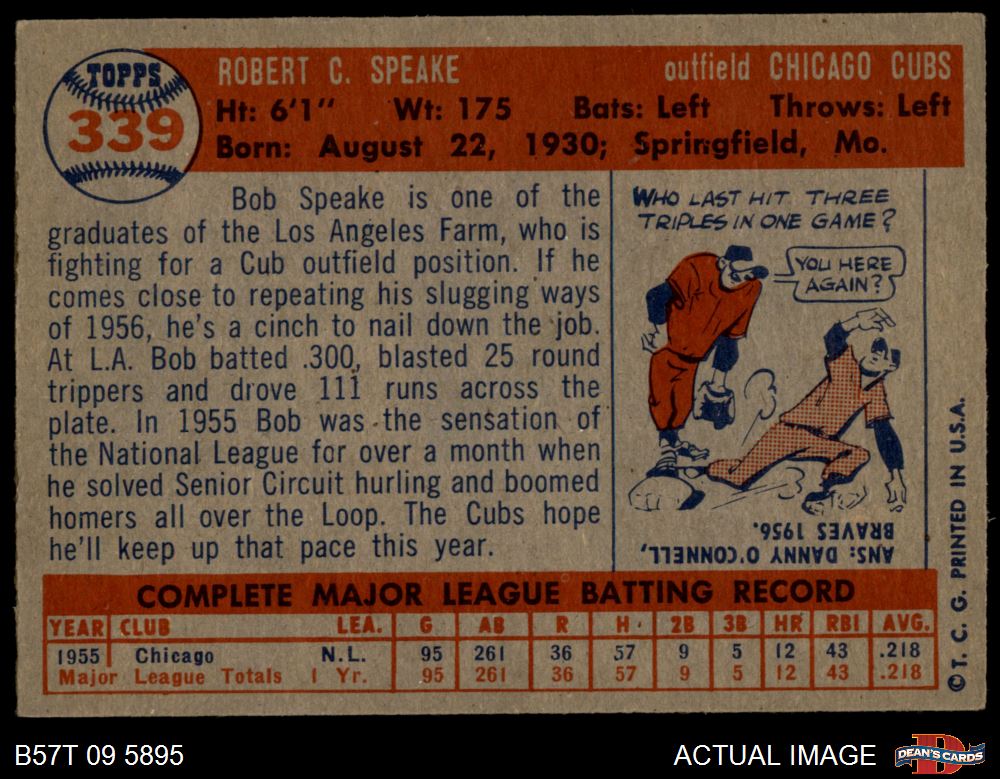 TOPPS
339
ROBERT C. SPEAKE outfield CHICAGO CUBS
Ht: 6'1" Wt: 175 Bats: Left Throws: Left
Born: August 22, 1930; Springfield, Mo.
Bob Speake is one of the
graduates of the Los Angeles Farm, who is
fighting for a Cub outfield position. If he
comes close to repeating his slugging ways
of 1956, he's a cinch to nail down the job.
At L.A. Bob batted .300, blasted 25 round
trippers and drove 111 runs across the
plate. In 1955 Bob was the sensation of
the National League for over a month when
he solved Senior Circuit hurling and boomed
homers all over the Loop. The Cubs hope
he'll keep up that pace this year.
WHO LAST HIT THREE
TRIPLES IN ONE GAME?
YOU HERE
AGAIN?
ANS: DANNY O'CONNELL,
BRAVES 1956.
COMPLETE MAJOR LEAGUE BATTING RECORD
YEAR CLUB LEA. G AB R H 2B 3B HR RBI AVG.
1955 Chicago N.L. 95 261 36 57 9 5 12 43 .218
Major League Totals 1 Yr. 95 261 36 57 9 5 12 43 .218
© T. C. G. PRINTED IN U.S.A.
B57T 09 5895
ACTUAL IMAGE
DEAN'S CARDS